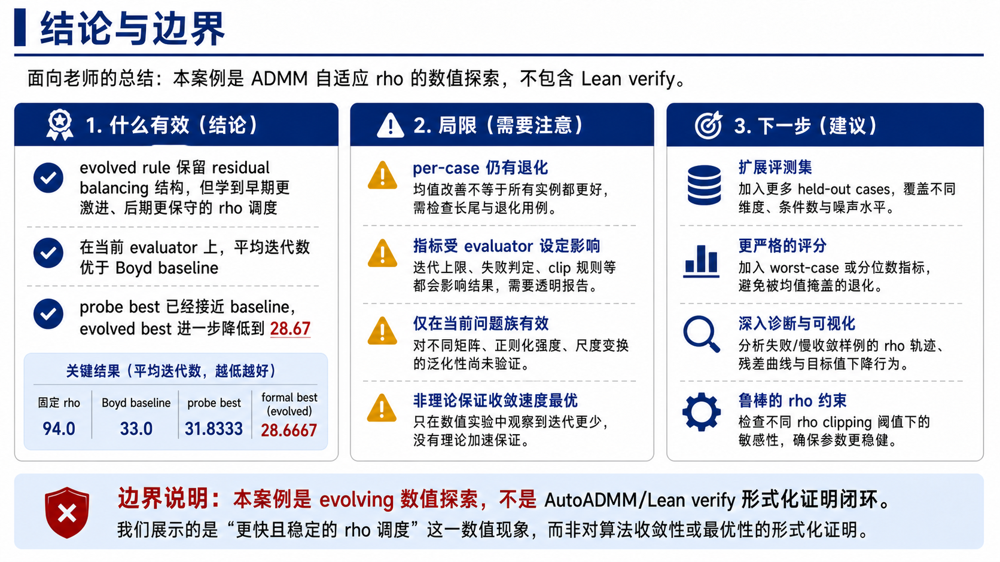 结论与边界
面向老师的总结：本案例是 ADMM 自适应 rho 的数值探索，不包含 Lean verify。
1. 什么有效（结论）
evolved rule 保留 residual
balancing 结构，但学到早期更
激进、后期更保守的 rho 调度
在当前 evaluator 上，平均迭代数
优于 Boyd baseline
probe best 已经接近 baseline，
evolved best 进一步降低到 28.67
关键结果（平均迭代数，越低越好）
固定 rho
94.0
Boyd baseline
33.0
probe best
31.8333
formal best
(evolved)
28.6667
2. 局限（需要注意）
per-case 仍有退化
均值改善不等于所有实例都更好，
需检查长尾与退化用例。
指标受 evaluator 设定影响
迭代上限、失败判定、clip 规则等
都会影响结果，需要透明报告。
仅在当前问题族有效
对不同矩阵、正则化强度、尺度变换
的泛化性尚未验证。
非理论保证收敛速度最优
只在数值实验中观察到迭代更少，
没有理论加速保证。
3. 下一步（建议）
扩展评测集
加入更多 held-out cases，覆盖不同
维度、条件数与噪声水平。
更严格的评分
加入 worst-case 或分位数指标，
避免被均值掩盖的退化。
深入诊断与可视化
分析失败/慢收敛样例的 rho 轨迹、
残差曲线与目标值下降行为。
鲁棒的 rho 约束
检查不同 rho clipping 阈值下的
敏感性，确保参数更稳健。
边界说明：本案例是 evolving 数值探索，不是 AutoADMM/Lean verify 形式化证明闭环。
我们展示的是“更快且稳定的 rho 调度”这一数值现象，而非对算法收敛性或最优性的形式化证明。